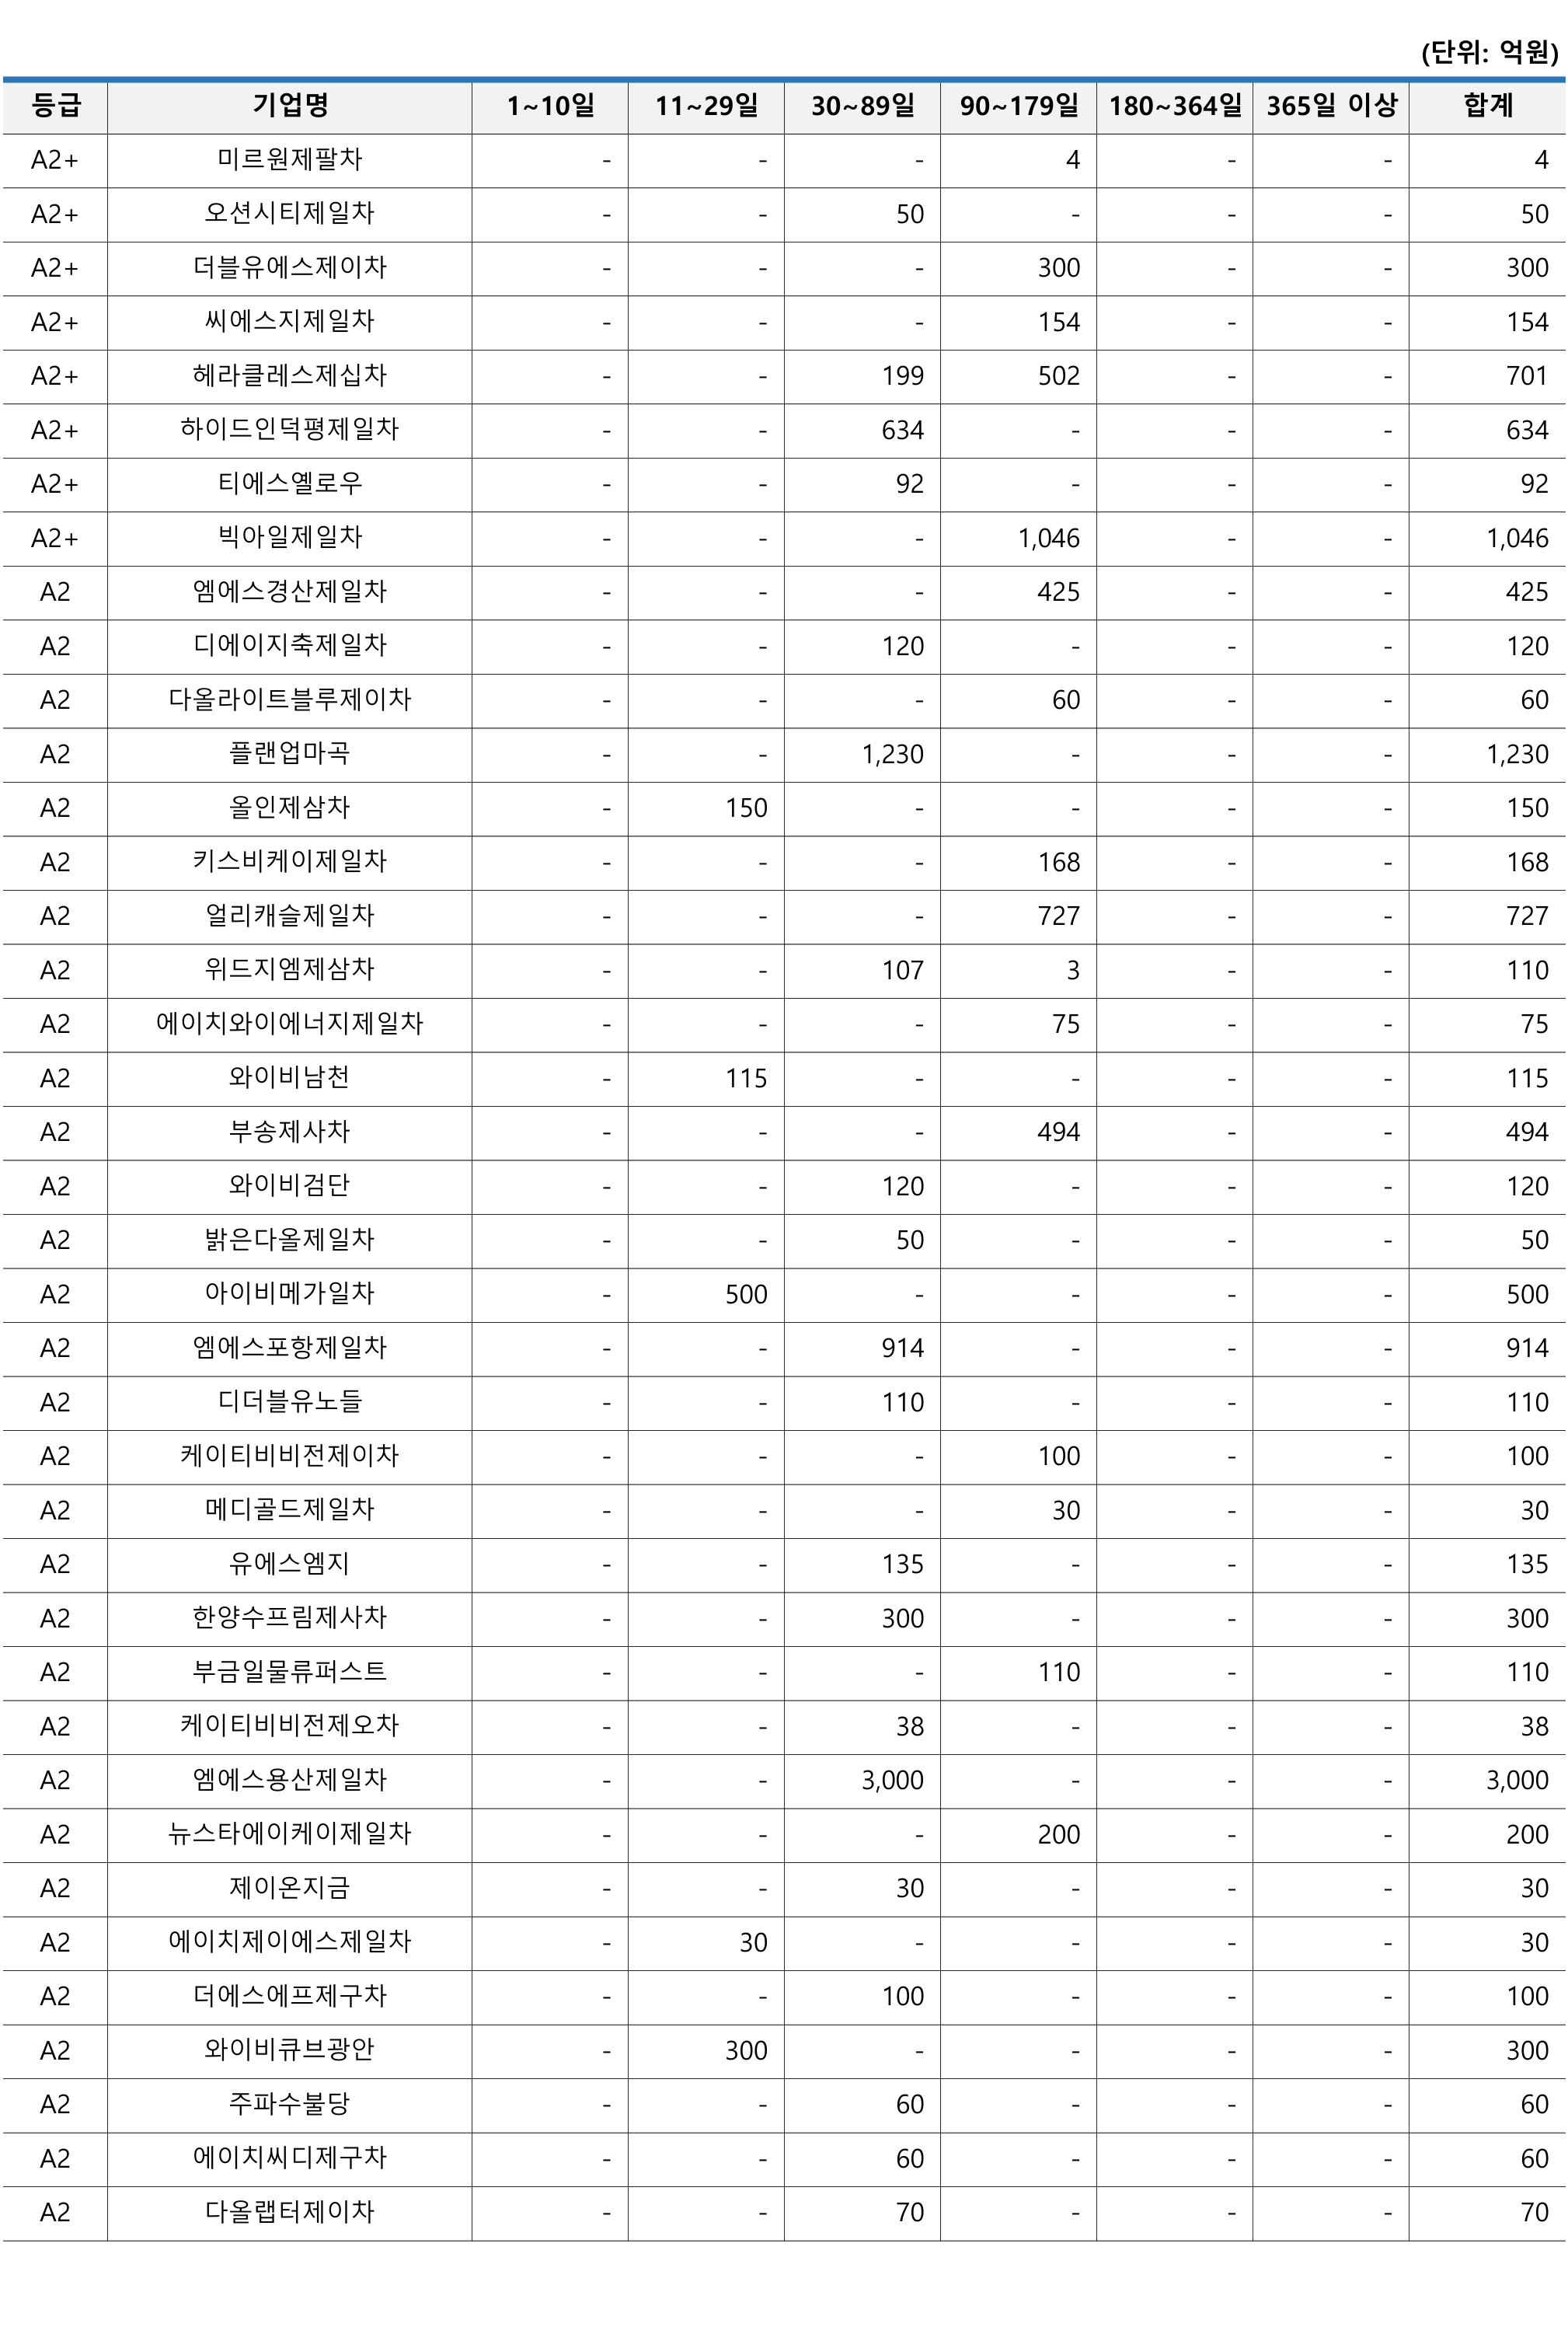 (단위: 억원)
등급 기업명 1~10일 11~29일 30~89일 90~179일 180~364일 365일 이상 합계
A2+ 미르원제팔차 - - - 4 - - 4
A2+ 오션시티제일차 - - 50 - - - 50
A2+ 더블유에스제이차 - - - 300 - - 300
A2+ 씨에스지제일차 - - - 154 - - 154
A2+ 헤라클레스제십차 - - 199 502 - - 701
A2+ 하이드인덕평제일차 - - 634 - - - 634
A2+ 티에스옐로우 - - 92 - - - 92
A2+ 빅아일제일차 - - - 1,046 - - 1,046
A2 엠에스경산제일차 - - - 425 - - 425
A2 디에이지축제일차 - - 120 - - - 120
A2 다올라이트블루제이차 - - - 60 - - 60
A2 플랜업마곡 - - 1,230 - - - 1,230
A2 올인제삼차 - 150 - - - - 150
A2 키스비케이제일차 - - - 168 - - 168
A2 얼리캐슬제일차 - - - 727 - - 727
A2 위드지엠제삼차 - - 107 3 - - 110
A2 에이치와이에너지제일차 - - - 75 - - 75
A2 와이비남천 - 115 - - - - 115
A2 부송제사차 - - - 494 - - 494
A2 와이비검단 - - 120 - - - 120
A2 밝은다올제일차 - - 50 - - - 50
A2 아이비메가일차 - 500 - - - - 500
A2 엠에스포항제일차 - - 914 - - - 914
A2 디더블유노들 - - 110 - - - 110
A2 케이티비비전제이차 - - - 100 - - 100
A2 메디골드제일차 - - - 30 - - 30
A2 유에스엠지 - - 135 - - - 135
A2 한양수프림제사차 - - 300 - - - 300
A2 부금일물류퍼스트 - - - 110 - - 110
A2 케이티비비전제오차 - - 38 - - - 38
A2 엠에스용산제일차 - - 3,000 - - - 3,000
A2 뉴스타에이케이제일차 - - - 200 - - 200
A2 제이온지금 - - 30 - - - 30
A2 에이치제이에스제일차 - 30 - - - - 30
A2 더에스에프제구차 - - 100 - - - 100
A2 와이비큐브광안 - 300 - - - - 300
A2 주파수불당 - - 60 - - - 60
A2 에이치씨디제구차 - - 60 - - - 60
A2 다올랩터제이차 - - 70 - - - 70